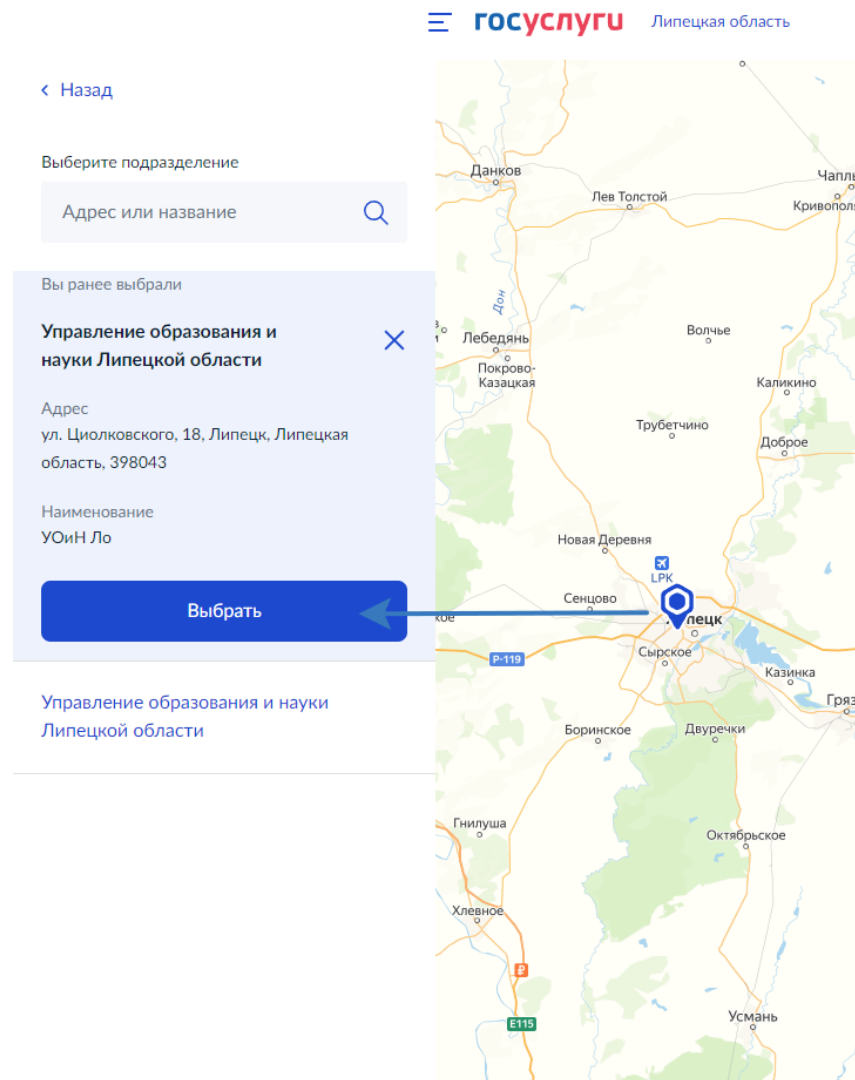 госуслуги
Липецкая область
Назад
Выберите подразделение
Адрес или название
Вы ранее выбрали
Управление образования и
науки Липецкой области
Адрес
ул. Циолковского, 18, Липецк, Липецкая
область, 398043
Наименование
УОиН Ло
Выбрать
Управление образования и науки
Липецкой области
Данков
Лев Толстой
Дон
Лебедянь
Покрово-
Казацкая
Волчье
Каликино
Трубетчино
Доброе
Новая Деревня
LPK
Сенцово
Сырское
Р-119
Казинка
Боринское
Двуречки
Гнилуша
Октябрьское
Хлевное
E115
Усмань